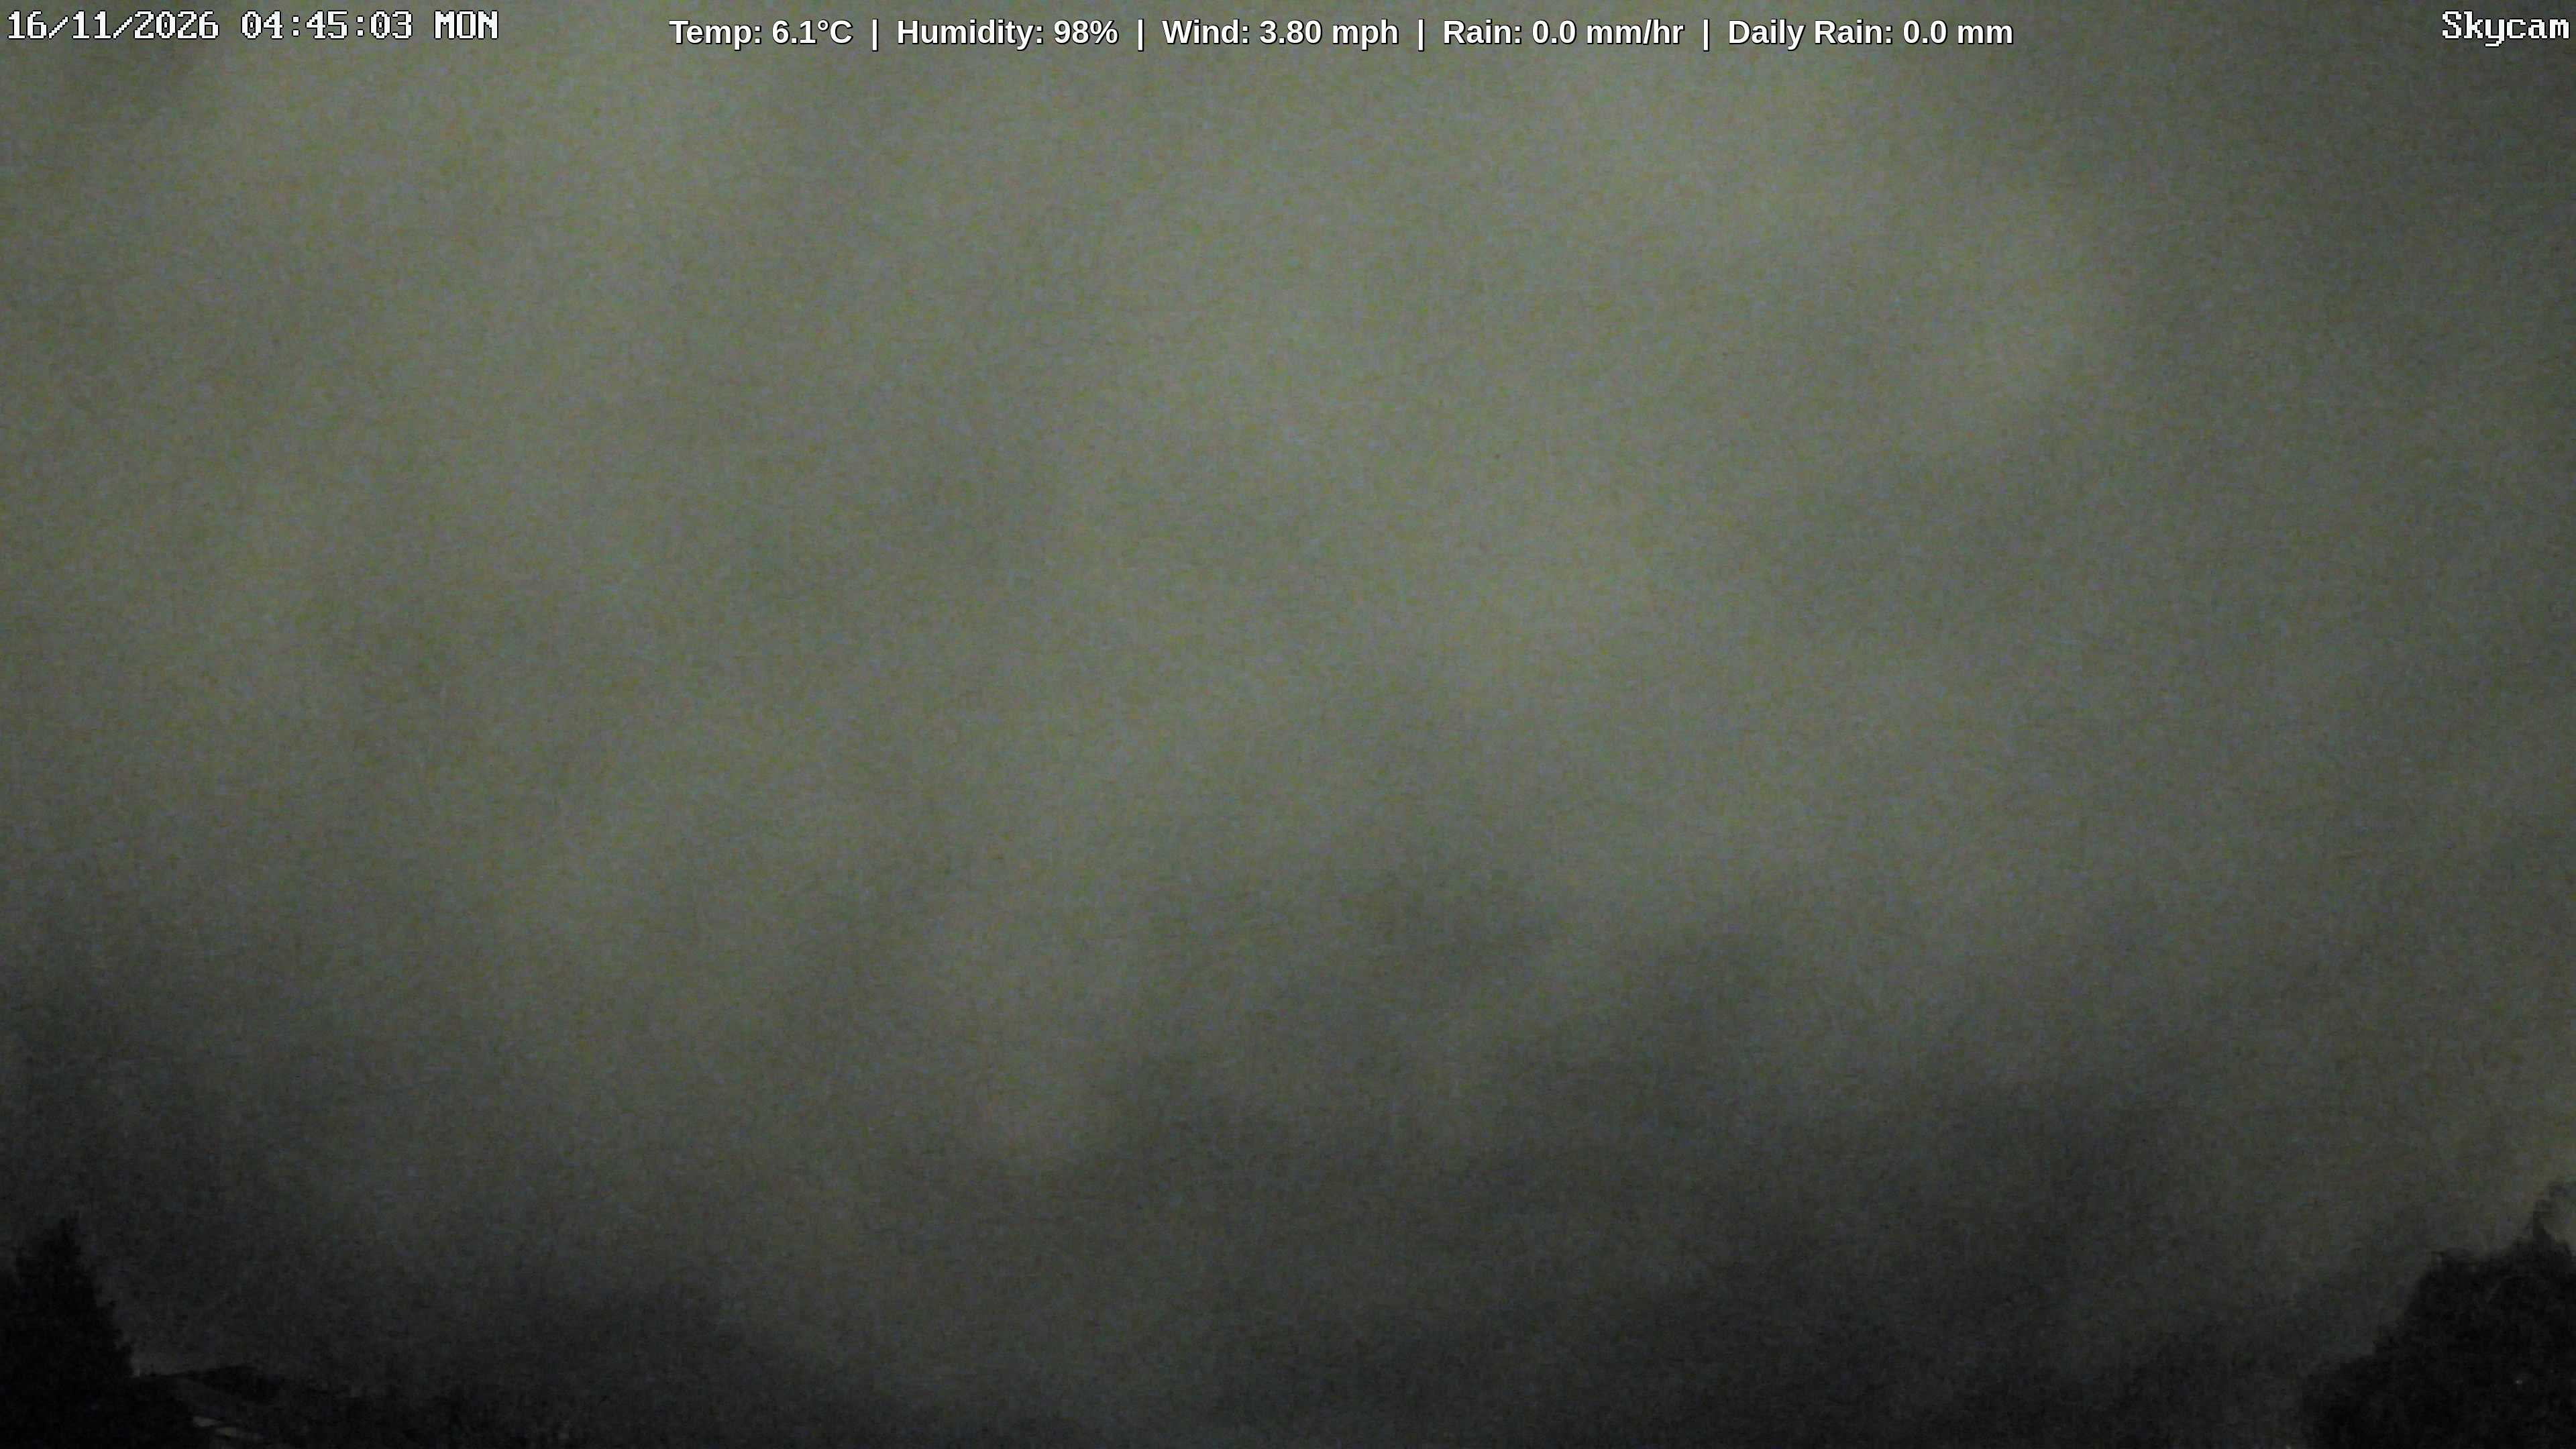 16/11/2026 04:45:03 MON
Temp: 6.1°C | Humidity: 98% | Wind: 3.80 mph | Rain: 0.0 mm/hr | Daily Rain: 0.0 mm
Skycam